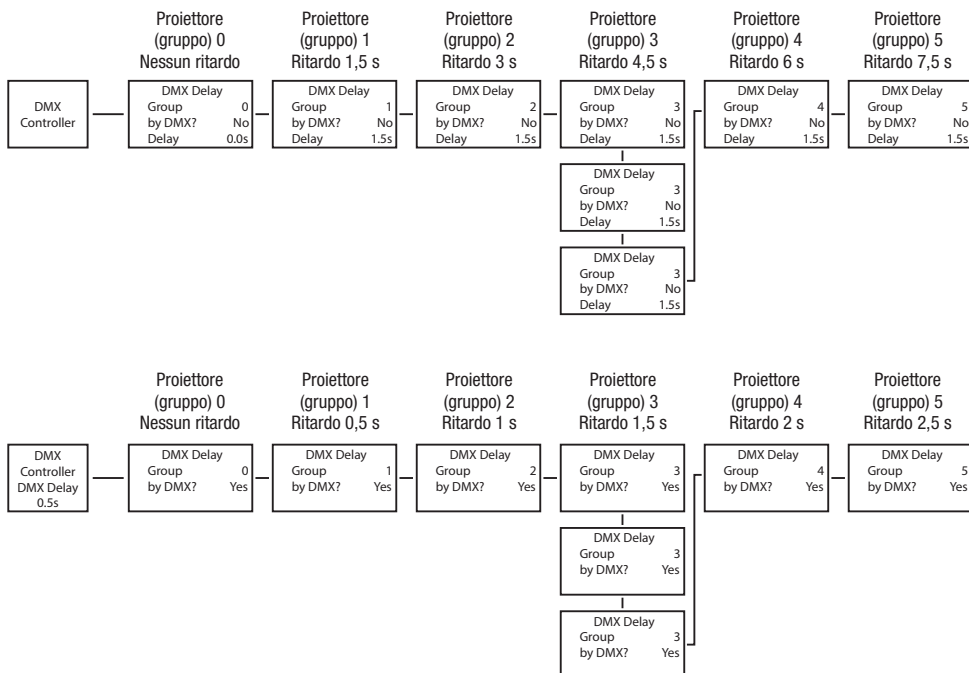 Proiettore
(gruppo) 0
Nessun ritardo
Proiettore
(gruppo) 1
Ritardo 1,5 s
Proiettore
(gruppo) 2
Ritardo 3 s
Proiettore
(gruppo) 3
Ritardo 4,5 s
Proiettore
(gruppo) 4
Ritardo 6 s
Proiettore
(gruppo) 5
Ritardo 7,5 s
DMX
Controller
DMX Delay
Group 0
by DMX? No
Delay 0.0s
DMX Delay
Group 1
by DMX? No
Delay 1.5s
DMX Delay
Group 2
by DMX? No
Delay 1.5s
DMX Delay
Group 3
by DMX? No
Delay 1.5s
DMX Delay
Group 3
by DMX? No
Delay 1.5s
DMX Delay
Group 3
by DMX? No
Delay 1.5s
DMX Delay
Group 4
by DMX? No
Delay 1.5s
DMX Delay
Group 5
by DMX? No
Delay 1.5s
Proiettore
(gruppo) 0
Nessun ritardo
Proiettore
(gruppo) 1
Ritardo 0,5 s
Proiettore
(gruppo) 2
Ritardo 1 s
Proiettore
(gruppo) 3
Ritardo 1,5 s
Proiettore
(gruppo) 4
Ritardo 2 s
Proiettore
(gruppo) 5
Ritardo 2,5 s
DMX
Controller
DMX Delay
0.5s
DMX Delay
Group 0
by DMX? Yes
DMX Delay
Group 1
by DMX? Yes
DMX Delay
Group 2
by DMX? Yes
DMX Delay
Group 3
by DMX? Yes
DMX Delay
Group 3
by DMX? Yes
DMX Delay
Group 3
by DMX? Yes
DMX Delay
Group 4
by DMX? Yes
DMX Delay
Group 5
by DMX? Yes